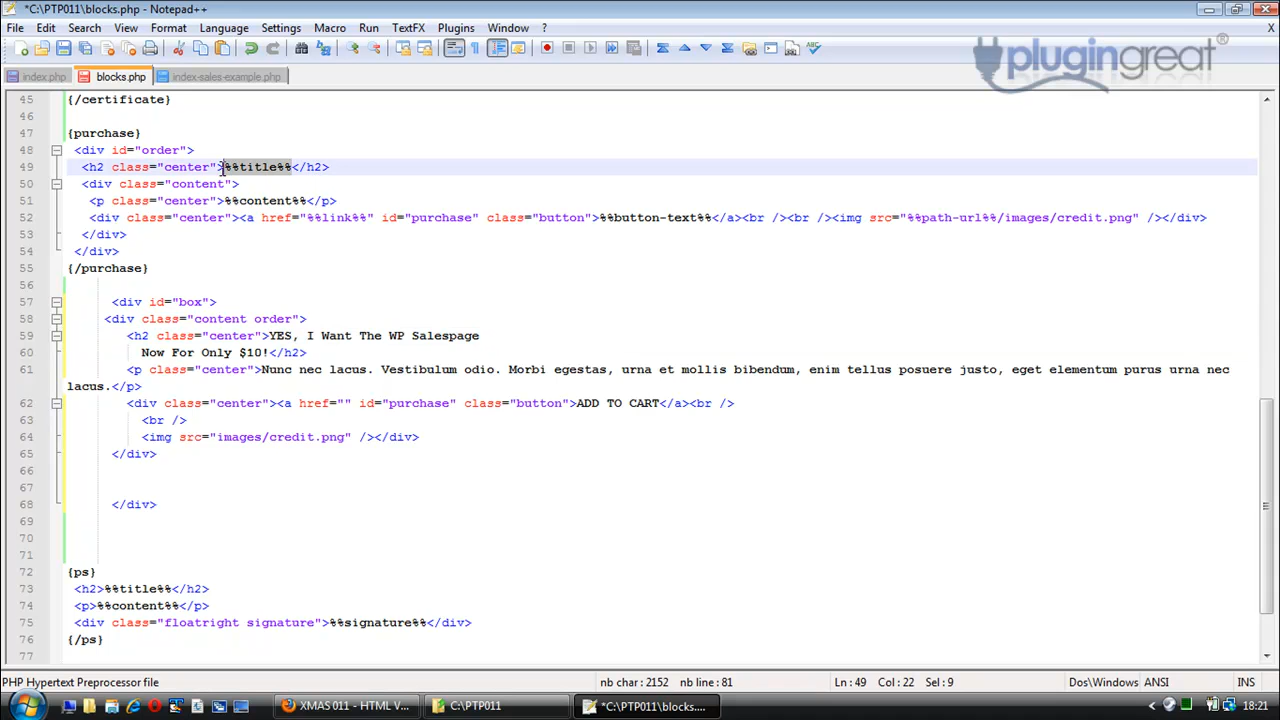 *C:\PTP011\blocks.php - Notepad++
File Edit Search View Format Language Settings Macro Run TextFX Plugins Window ? X
plugingreat®
index.php blocks.php index-sales-example.php
45 {/certificate}
46
47 {purchase}
48 <div id="order">
49 <h2 class="center">%%title%%</h2>
50 <div class="content">
51 <p class="center">%%content%%</p>
52 <div class="center"><a href="%%link%%" id="purchase" class="button">%%button-text%%</a><br /><br /><img src="%%path-url%%/images/credit.png" /></div>
53 </div>
54 </div>
55 {/purchase}
56
57 <div id="box">
58 <div class="content order">
59 <h2 class="center">YES, I Want The WP Salespage
60 Now For Only $10!</h2>
61 <p class="center">Nunc nec lacus. Vestibulum odio. Morbi egestas, urna et mollis bibendum, enim tellus posuere justo, eget elementum purus urna nec
lacus.</p>
62 <div class="center"><a href="" id="purchase" class="button">ADD TO CART</a><br />
63 <br />
64 <img src="images/credit.png" /></div>
65 </div>
66
67
68 </div>
69
70
71
72 {ps}
73 <h2>%%title%%</h2>
74 <p>%%content%%</p>
75 <div class="floatright signature">%%signature%%</div>
76 {/ps}
77
PHP Hypertext Preprocessor file nb char : 2152 nb line : 81 Ln : 49 Col : 22 Sel : 9 Dos\Windows ANSI INS
XMAS 011 - HTML V... C:\PTP011 *C:\PTP011\blocks.... 18:21